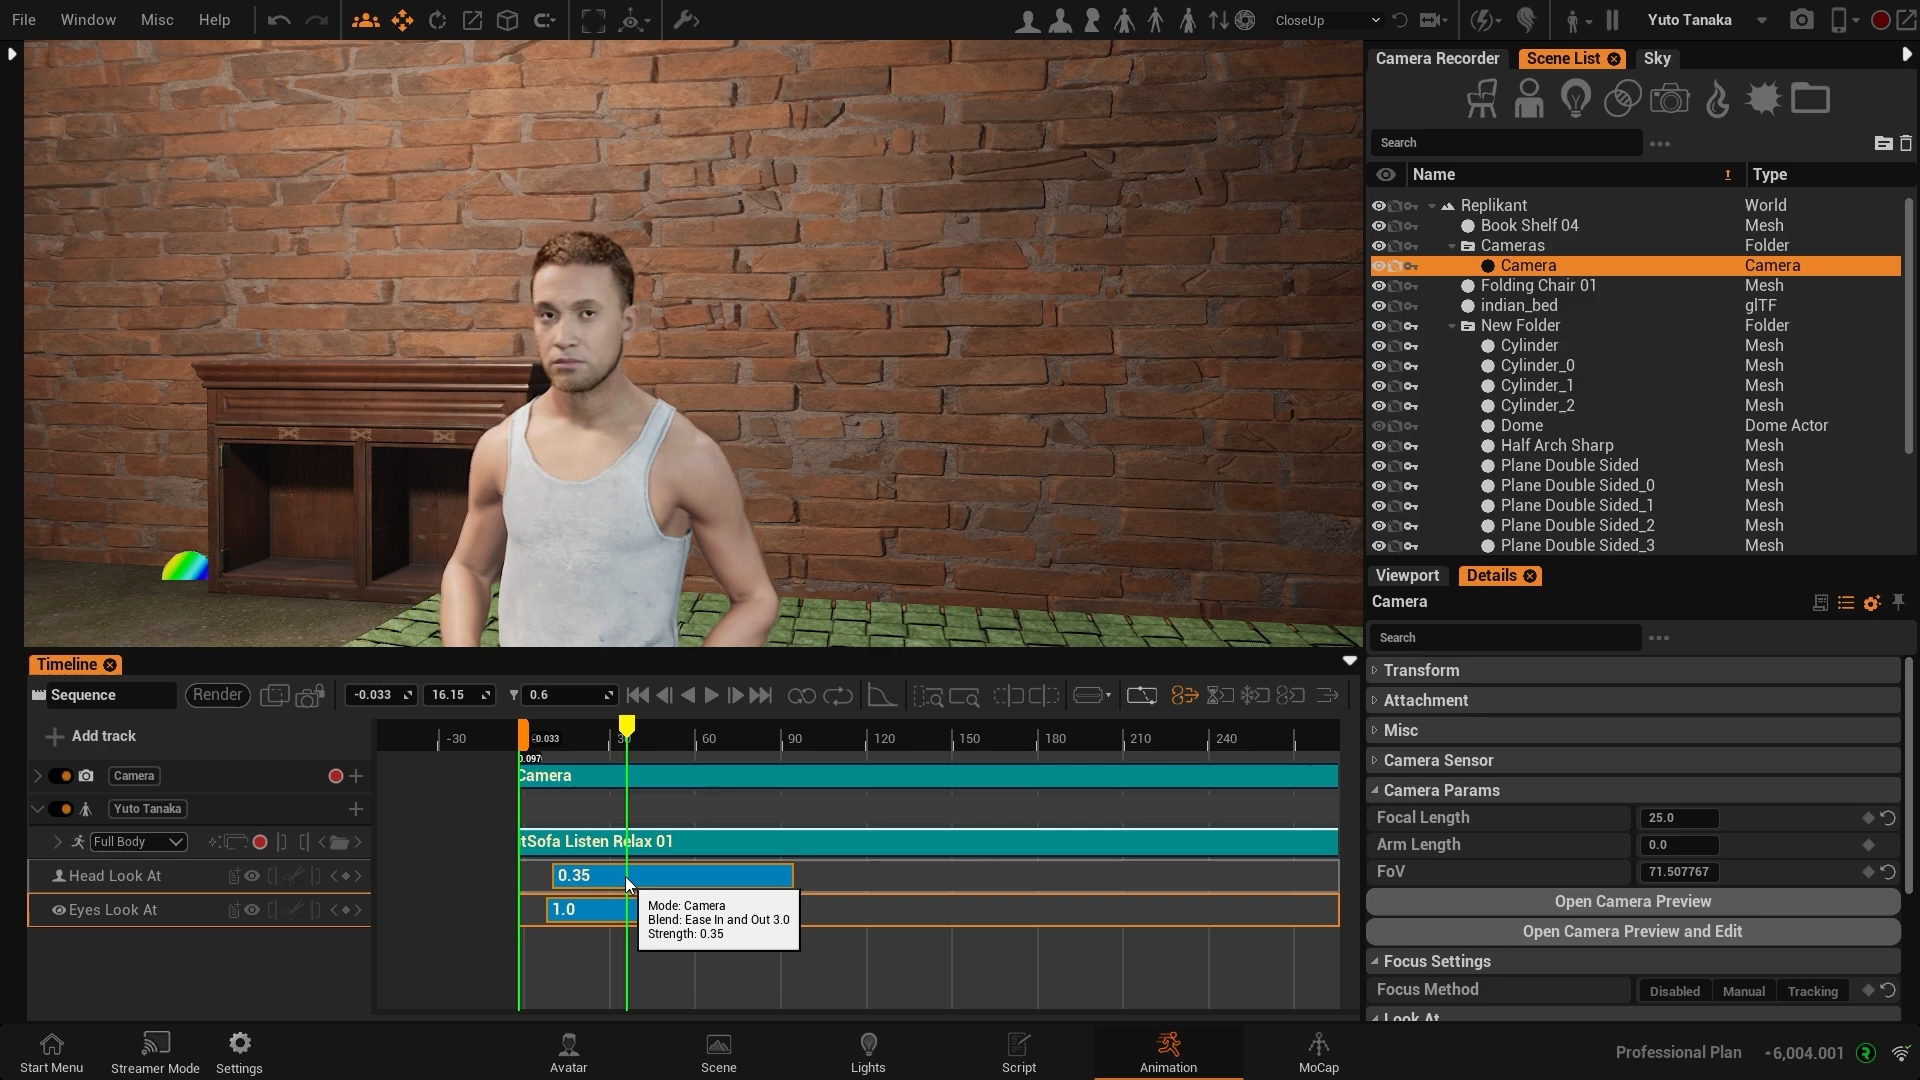 File Window Misc Help CloseUp Yuto Tanaka
Camera Recorder Scene List Sky
Search
Name Type
Replikant World
Book Shelf 04 Mesh
Cameras Folder
Camera Camera
Folding Chair 01 Mesh
indian_bed glTF
New Folder Folder
Cylinder Mesh
Cylinder_0 Mesh
Cylinder_1 Mesh
Cylinder_2 Mesh
Dome Dome Actor
Half Arch Sharp Mesh
Plane Double Sided Mesh
Plane Double Sided_0 Mesh
Plane Double Sided_1 Mesh
Plane Double Sided_2 Mesh
Plane Double Sided_3 Mesh
Viewport Details
Camera
Search
Transform
Attachment
Misc
Camera Sensor
Camera Params
Focal Length 25.0
Arm Length 0.0
FoV 71.507767
Open Camera Preview
Open Camera Preview and Edit
Focus Settings
Focus Method Disabled Manual Tracking
Look At
Timeline
Sequence Render -0.033 16.15 0.6
Add track
-30 -0.033 30 60 90 120 150 180 210 240
0.097
Camera Camera
Yuto Tanaka
Full Body tSofa Listen Relax 01
Head Look At 0.35
Eyes Look At 1.0
Mode: Camera
Blend: Ease In and Out 3.0
Strength: 0.35
Start Menu Streamer Mode Settings Avatar Scene Lights Script Animation MoCap
Professional Plan 6,004.001 R